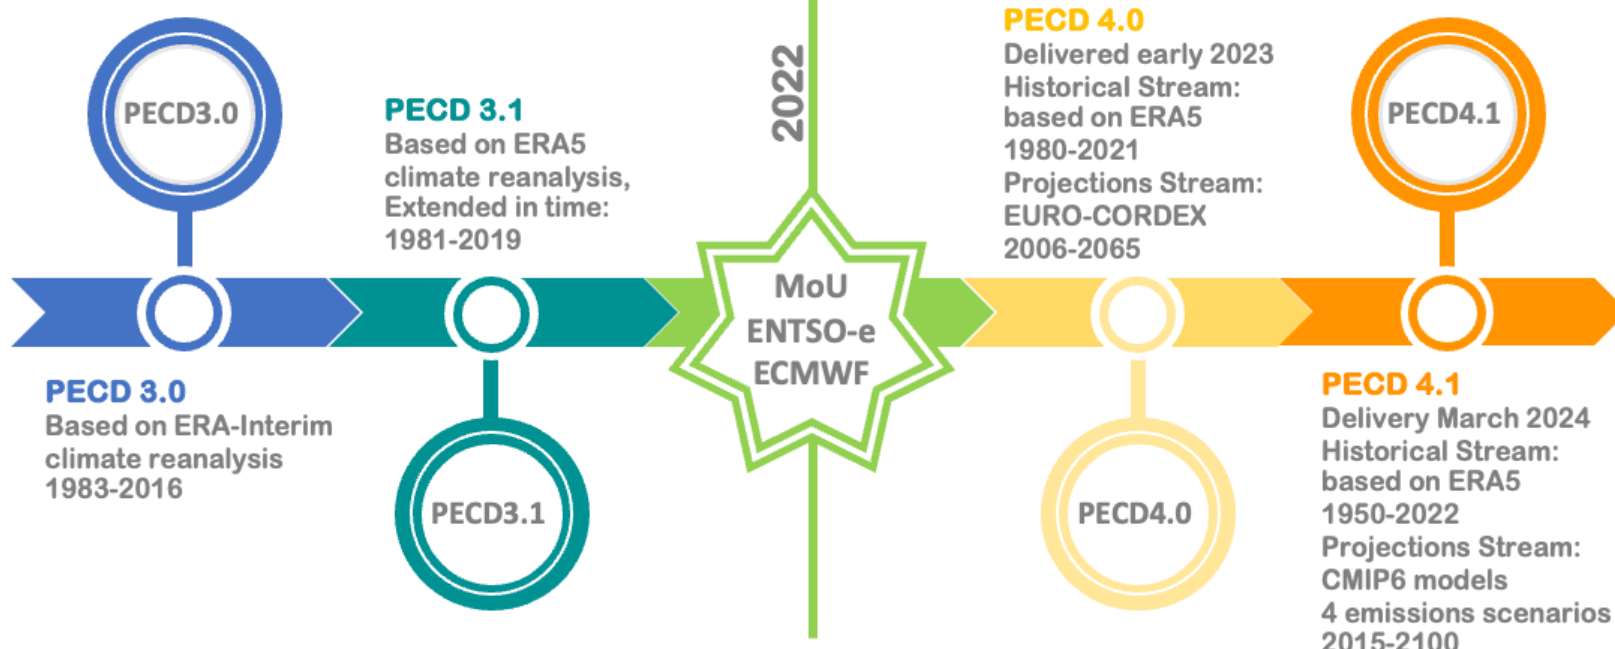 PECD3.0
PECD 3.0
Based on ERA-Interim
climate reanalysis
1983-2016
PECD 3.1
Based on ERA5
climate reanalysis,
Extended in time:
1981-2019
PECD3.1
2022
MoU
ENTSO-e
ECMWF
PECD 4.0
Delivered early 2023
Historical Stream:
based on ERA5
1980-2021
Projections Stream:
EURO-CORDEX
2006-2065
PECD4.0
PECD4.1
PECD 4.1
Delivery March 2024
Historical Stream:
based on ERA5
1950-2022
Projections Stream:
CMIP6 models
4 emissions scenarios
2015-2100